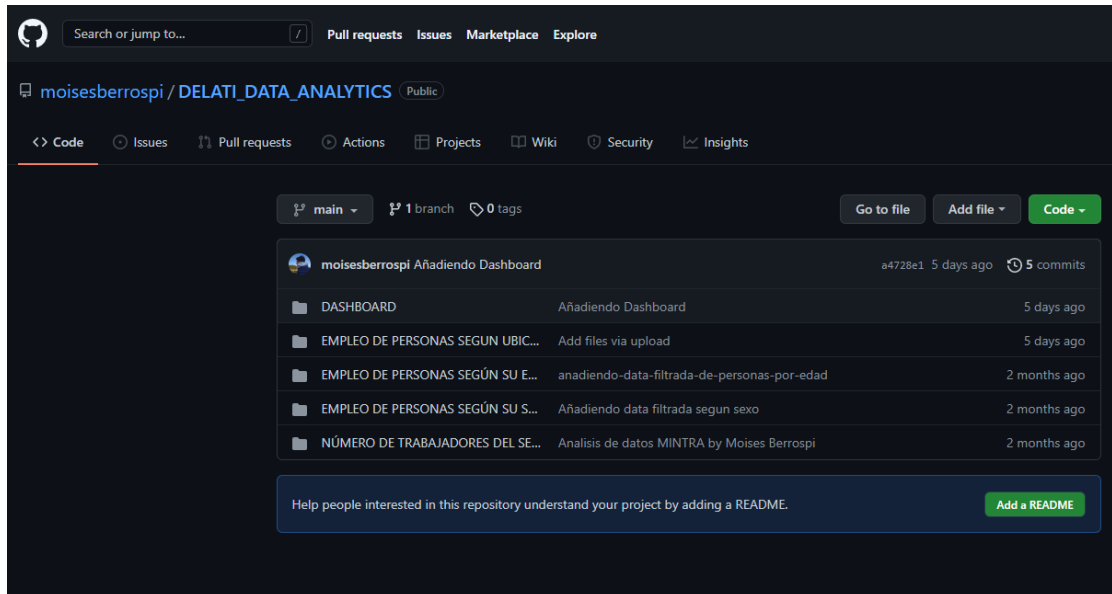 Search or jump to... / Pull requests Issues Marketplace Explore
moisesberrospi / DELATI_DATA_ANALYTICS Public
<> Code Issues Pull requests Actions Projects Wiki Security Insights
main 1 branch 0 tags Go to file Add file Code
moisesberrospi Añadiendo Dashboard a4728e1 5 days ago 5 commits
DASHBOARD Añadiendo Dashboard 5 days ago
EMPLEO DE PERSONAS SEGUN UBIC... Add files via upload 5 days ago
EMPLEO DE PERSONAS SEGÚN SU E... anadiendo-data-filtrada-de-personas-por-edad 2 months ago
EMPLEO DE PERSONAS SEGÚN SU S... Añadiendo data filtrada segun sexo 2 months ago
NÚMERO DE TRABAJADORES DEL SE... Analisis de datos MINTRA by Moises Berrospi 2 months ago
Help people interested in this repository understand your project by adding a README. Add a README